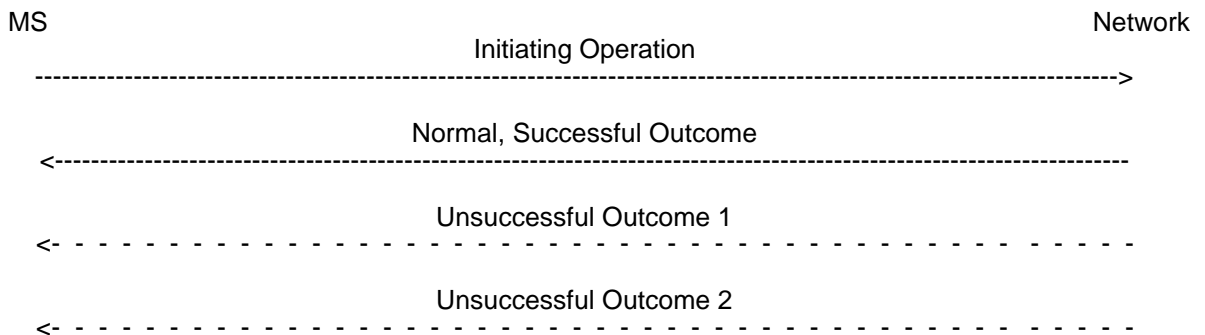 MS Network
Initiating Operation
Normal, Successful Outcome
Unsuccessful Outcome 1
Unsuccessful Outcome 2